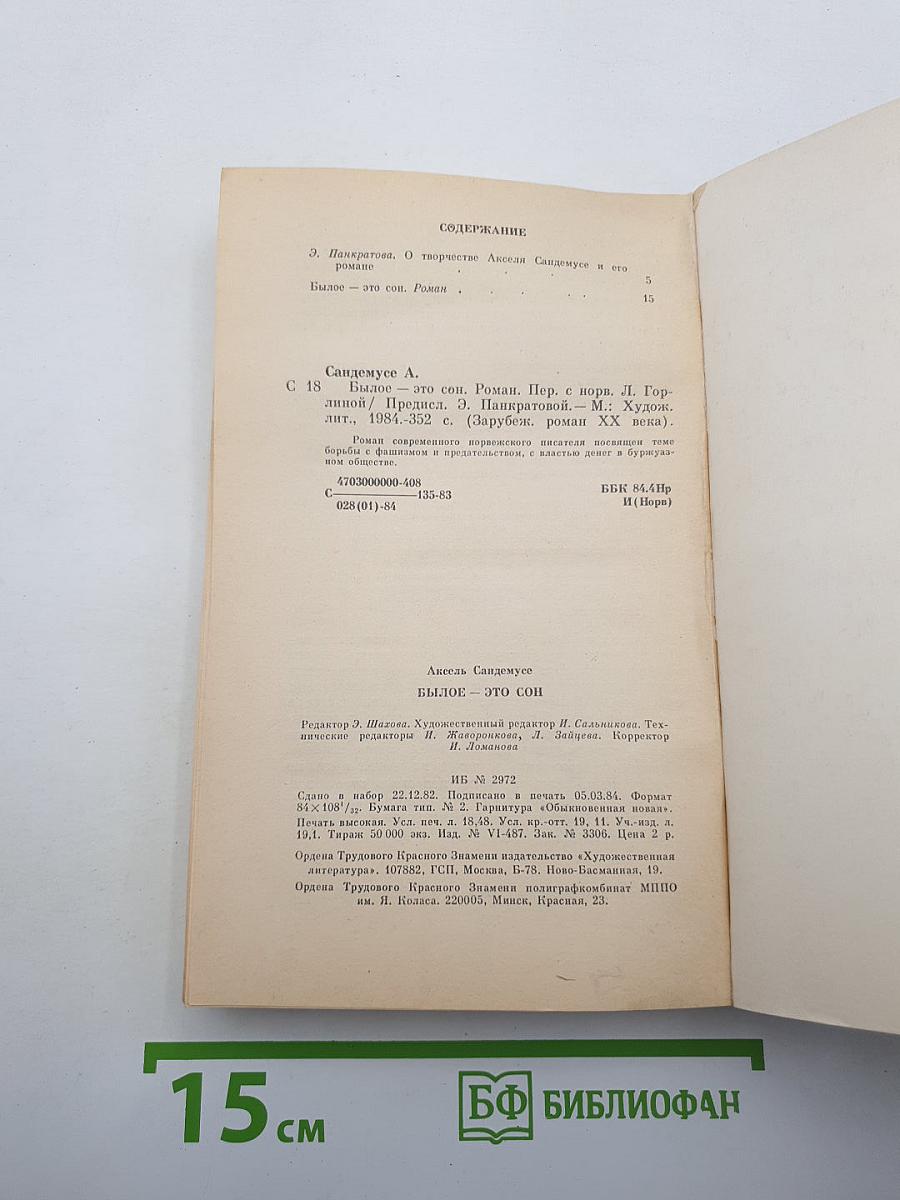 СОДЕРЖАНИЕ
Э. Панкратова. О творчестве Акселя Сандемусе и его
романе . . . . 5
Былое — это сон. Роман . . . . . 15
Сандемусе А.
С 18 Былое — это сон. Роман. Пер. с норв. Л. Гор-
линой/ Предисл. Э. Панкратовой.— М.: Худож.
лит., 1984.-352 с. (Зарубеж. роман XX века).
Роман современного норвежского писателя посвящен теме
борьбы с фашизмом и предательством, с властью денег в буржуаз-
ном обществе.
4703000000-408
С————135-83
028(01)-84
ББК 84.4Нр
И(Норв)
Аксель Сандемусе
БЫЛОЕ — ЭТО СОН
Редактор Э. Шахова. Художественный редактор И. Сальникова. Тех-
нические редакторы И. Жаворонкова, Л. Зайцева. Корректор
И. Ломанова
ИБ № 2972
Сдано в набор 22.12.82. Подписано в печать 05.03.84. Формат
84×108¹/₃₂. Бумага тип. № 2. Гарнитура «Обыкновенная новая».
Печать высокая. Усл. печ. л. 18,48. Усл. кр.-отт. 19, 11. Уч.-изд. л.
19,1. Тираж 50 000 экз. Изд. № VI-487. Зак. № 3306. Цена 2 р.
Ордена Трудового Красного Знамени издательство «Художественная
литература». 107882, ГСП, Москва, Б-78. Ново-Басманная, 19.
Ордена Трудового Красного Знамени полиграфкомбинат МППО
им. Я. Коласа. 220005, Минск, Красная, 23.
15 см
БФ БИБЛИОФАН